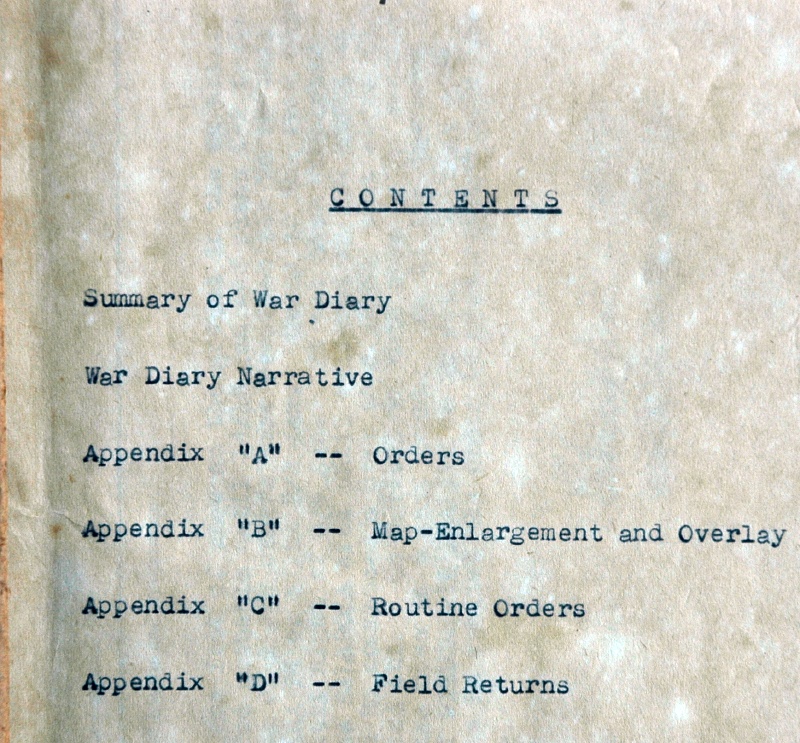 C O N T E N T S
Summary of War Diary
War Diary Narrative
Appendix "A" -- Orders
Appendix "B" -- Map-Enlargement and Overlay
Appendix "C" -- Routine Orders
Appendix "D" -- Field Returns